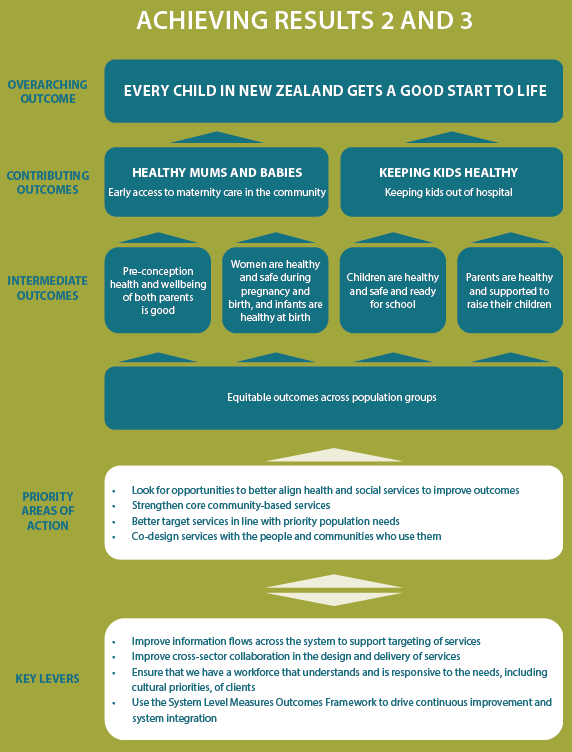 ACHIEVING RESULTS 2 AND 3
OVERARCHING
OUTCOME
EVERY CHILD IN NEW ZEALAND GETS A GOOD START TO LIFE
CONTRIBUTING
OUTCOMES
HEALTHY MUMS AND BABIES
Early access to maternity care in the community
KEEPING KIDS HEALTHY
Keeping kids out of hospital
INTERMEDIATE
OUTCOMES
Pre-conception
health and wellbeing
of both parents
is good
Women are healthy
and safe during
pregnancy and
birth, and infants are
healthy at birth
Children are healthy
and safe and ready
for school
Parents are healthy
and supported to
raise their children
Equitable outcomes across population groups
PRIORITY
AREAS OF
ACTION
• Look for opportunities to better align health and social services to improve outcomes
• Strengthen core community-based services
• Better target services in line with priority population needs
• Co-design services with the people and communities who use them
KEY LEVERS
• Improve information flows across the system to support targeting of services
• Improve cross-sector collaboration in the design and delivery of services
• Ensure that we have a workforce that understands and is responsive to the needs, including
cultural priorities, of clients
• Use the System Level Measures Outcomes Framework to drive continuous improvement and
system integration